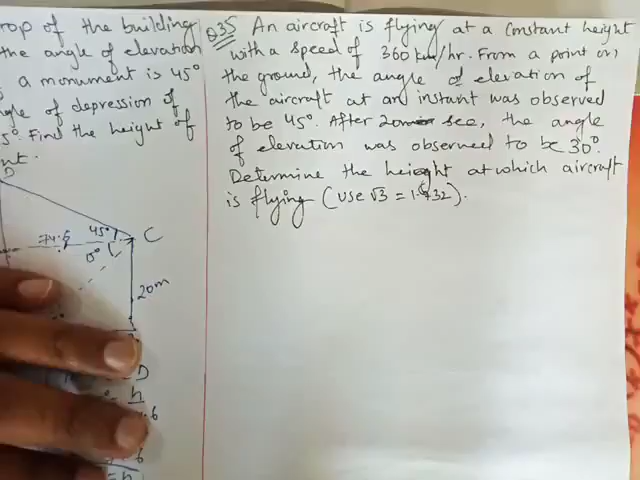 rop of the building
the angle of elevation
a monument is 45°
gle of depression of
5°. Find the height of
nt.
Q35 An aircraft is flying at a constant height
with a speed of 360 km/hr. From a point on
the ground, the angle of elevation of
the aircraft at an instant was observed
to be 45°. After 20 sec, the angle
of elevation was observed to be 30°.
Determine the height at which aircraft
is flying (use √3 = 1.732).
45°
C
0°
20m
D
h